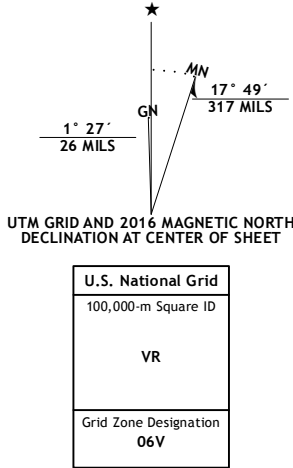 ★
MN
GN
17° 49´
317 MILS
1° 27´
26 MILS
UTM GRID AND 2016 MAGNETIC NORTH
DECLINATION AT CENTER OF SHEET
U.S. National Grid
100,000-m Square ID
VR
Grid Zone Designation
06V